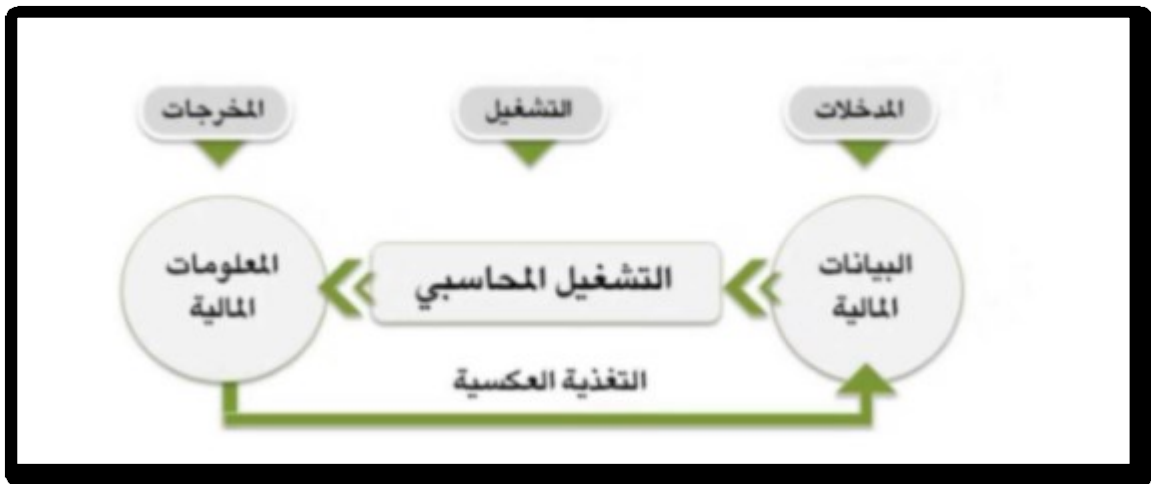 المدخلات
التشغيل
المخرجات
البيانات
المالية
التشغيل المحاسبي
المعلومات
المالية
التغذية العكسية